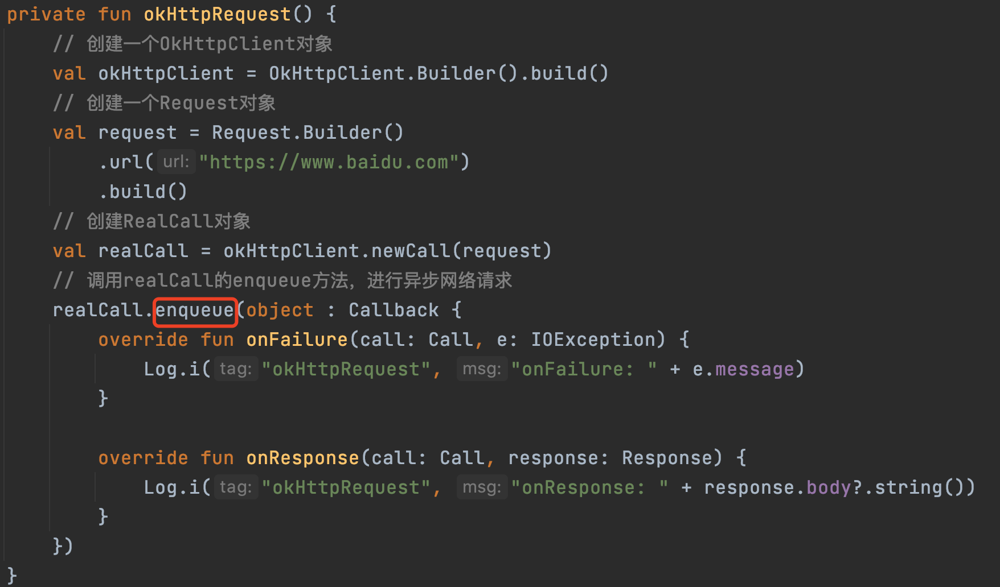 private fun okHttpRequest() {
// 创建一个OkHttpClient对象
val okHttpClient = OkHttpClient.Builder().build()
// 创建一个Request对象
val request = Request.Builder()
.url( url: "https://www.baidu.com")
.build()
// 创建RealCall对象
val realCall = okHttpClient.newCall(request)
// 调用realCall的enqueue方法，进行异步网络请求
realCall.enqueue(object : Callback {
override fun onFailure(call: Call, e: IOException) {
Log.i( tag: "okHttpRequest", msg: "onFailure: " + e.message)
}
override fun onResponse(call: Call, response: Response) {
Log.i( tag: "okHttpRequest", msg: "onResponse: " + response.body?.string())
}
})
}